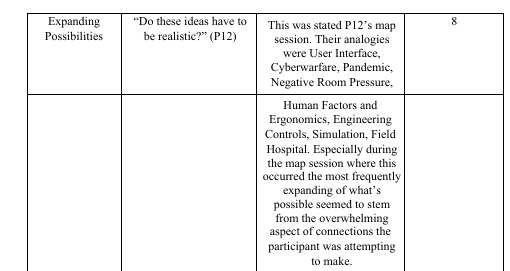 Expanding
Possibilities
“Do these ideas have to
be realistic?” (P12)
This was stated P12’s map
session. Their analogies
were User Interface,
Cyberwarfare, Pandemic,
Negative Room Pressure,
8
Human Factors and
Ergonomics, Engineering
Controls, Simulation, Field
Hospital. Especially during
the map session where this
occurred the most frequently
expanding of what’s
possible seemed to stem
from the overwhelming
aspect of connections the
participant was attempting
to make.